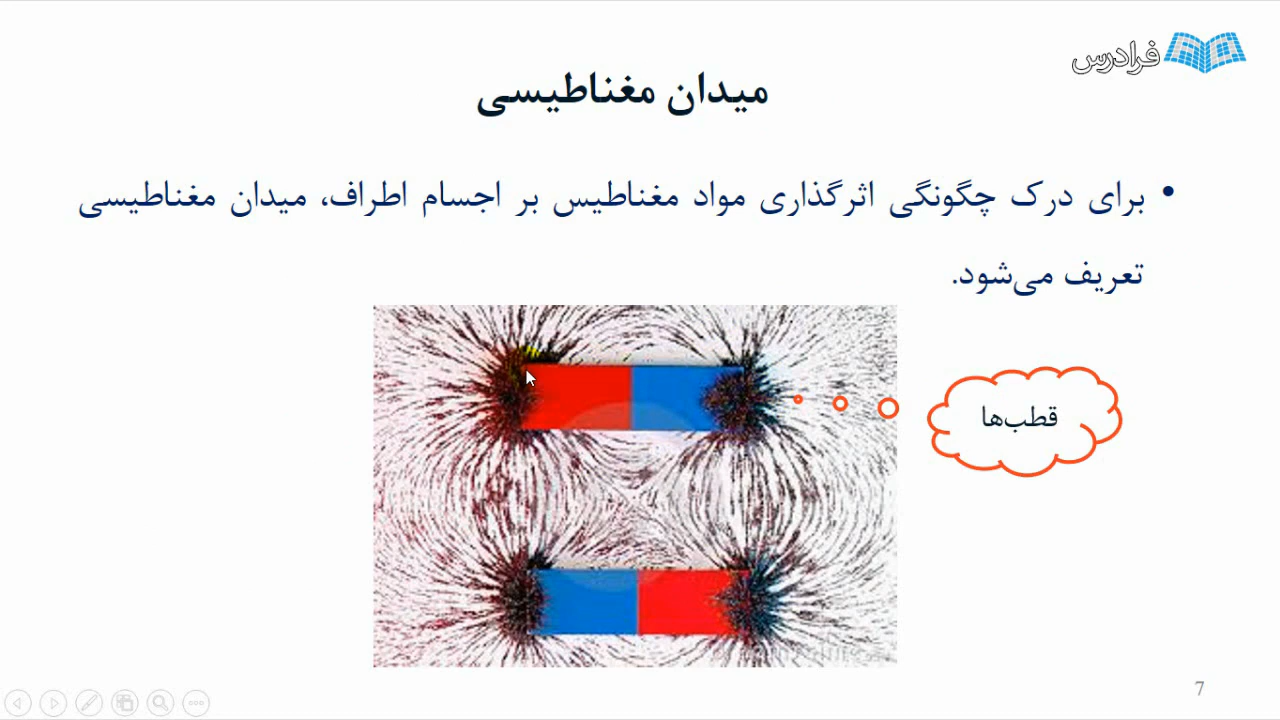 فرادرس
میدان مغناطیسی
• برای درک چگونگی اثرگذاری مواد مغناطیس بر اجسام اطراف، میدان مغناطیسی
تعریف می‌شود.
قطب‌ها
7